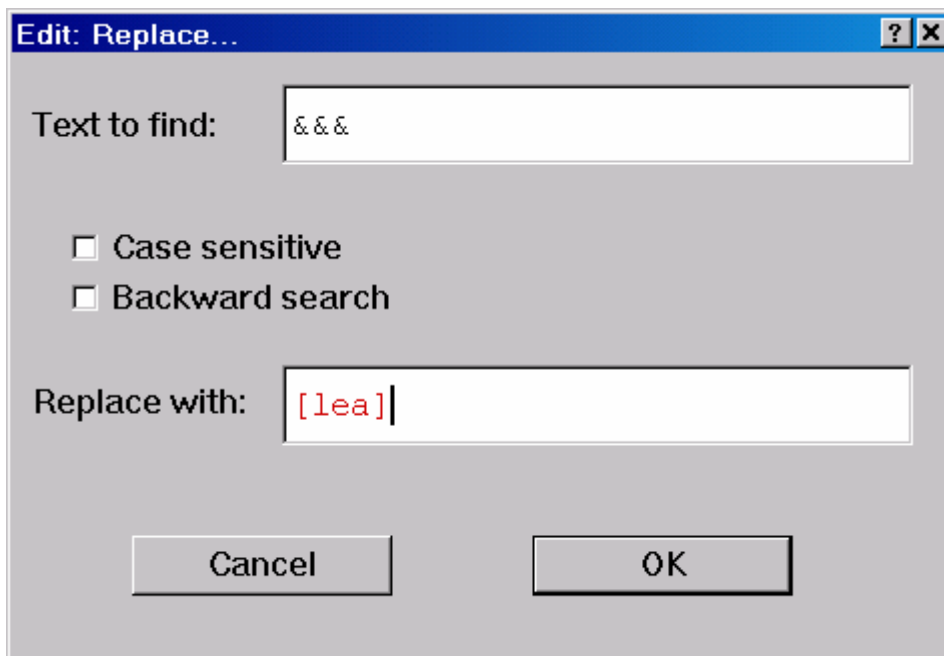 Edit: Replace...
Text to find: &&&
Case sensitive
Backward search
Replace with: [lea]
Cancel OK